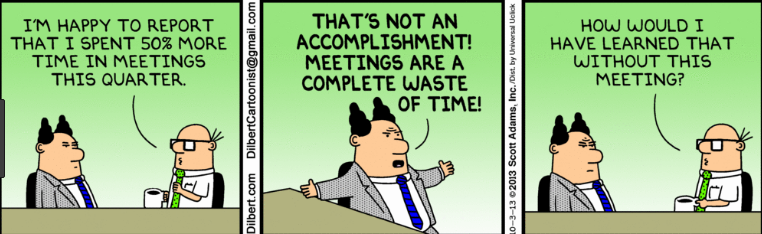 I'M HAPPY TO REPORT
THAT I SPENT 50% MORE
TIME IN MEETINGS
THIS QUARTER.
Dilbert.com DilbertCartoonist@gmail.com
THAT'S NOT AN
ACCOMPLISHMENT!
MEETINGS ARE A
COMPLETE WASTE
OF TIME!
10-3-13 ©2013 Scott Adams, Inc. /Dist. by Universal Uclick
HOW WOULD I
HAVE LEARNED THAT
WITHOUT THIS
MEETING?